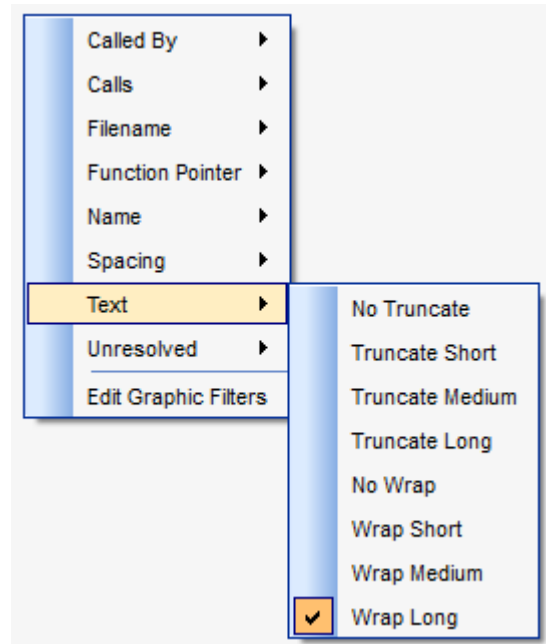 Called By
Calls
Filename
Function Pointer
Name
Spacing
Text
Unresolved
Edit Graphic Filters
No Truncate
Truncate Short
Truncate Medium
Truncate Long
No Wrap
Wrap Short
Wrap Medium
Wrap Long